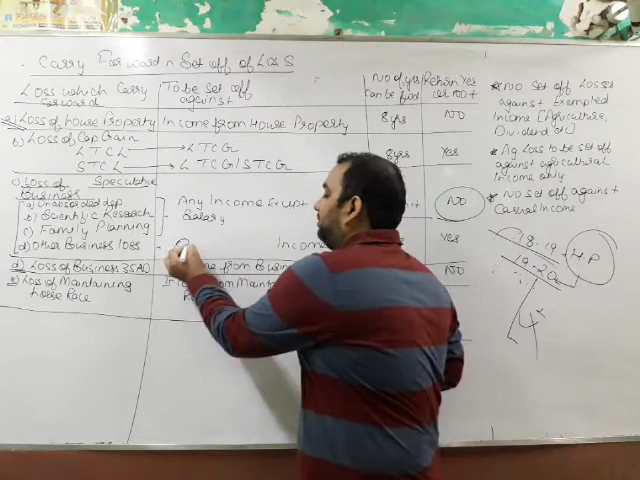 Carry Forward n Set off of Loss
Loss which Carry Forward
To be set off against
No of yrs can be fwd
Return Yes or Not
a) Loss of house Property
Income from House Property
8 yrs
No
b) Loss of Cap Gain
LTCL → LTCG
STCL → LTCG/STCG
8 yrs
Yes
c) Loss of Speculative
Business
a) Unabsorbed dep
b) Scientific Research
c) Family Planning
Any Income Except
Salary
No
d) Other Business loss
Income
Yes
d) Loss of Business 35AD
from
No
e) Loss of Maintaining
horse Race
* No Set off Losses
against Exempted
Income [Agriculture,
Dividend etc]
* Ag Loss to be set off
against agricultural
Income only
* No set off against
Casual Income
18-19
19-20
H.P
4